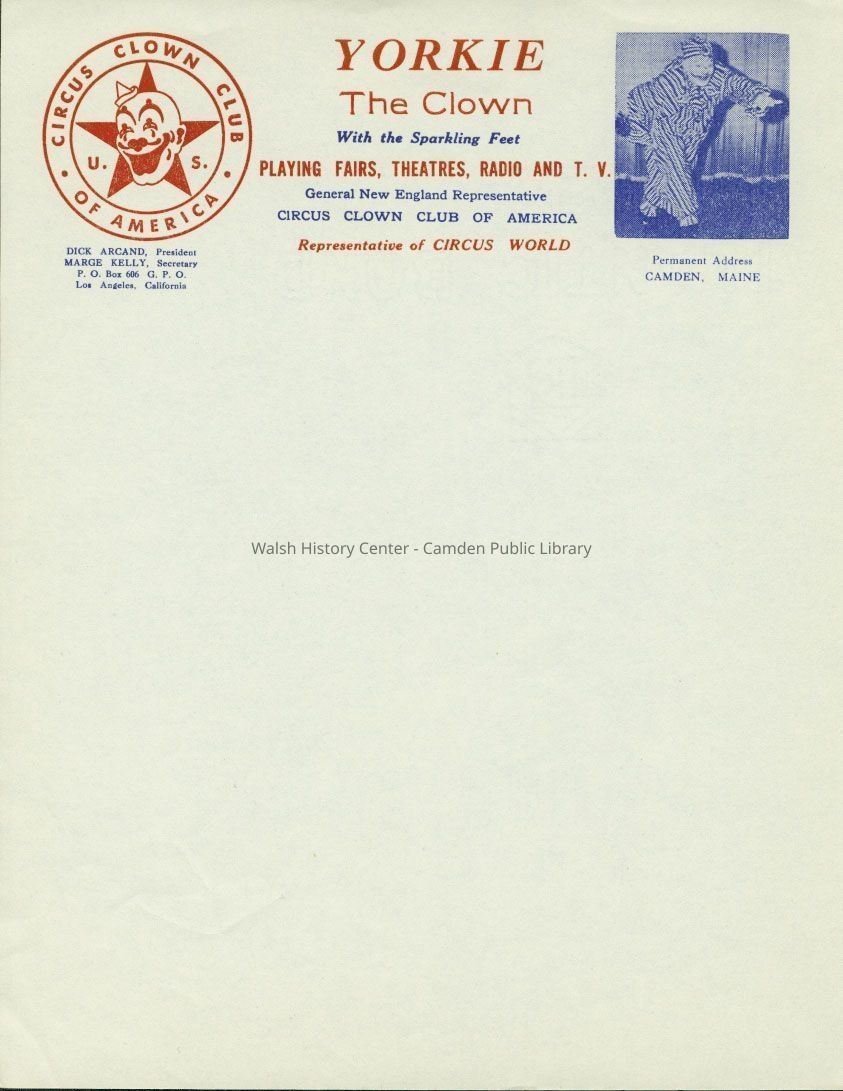 CIRCUS CLOWN CLUB
OF AMERICA
U. S.
DICK ARCAND, President
MARGE KELLY, Secretary
P. O. Box 606 G. P. O.
Los Angeles, California
YORKIE
The Clown
With the Sparkling Feet
PLAYING FAIRS, THEATRES, RADIO AND T. V.
General New England Representative
CIRCUS CLOWN CLUB OF AMERICA
Representative of CIRCUS WORLD
Permanent Address
CAMDEN, MAINE
Walsh History Center - Camden Public Library